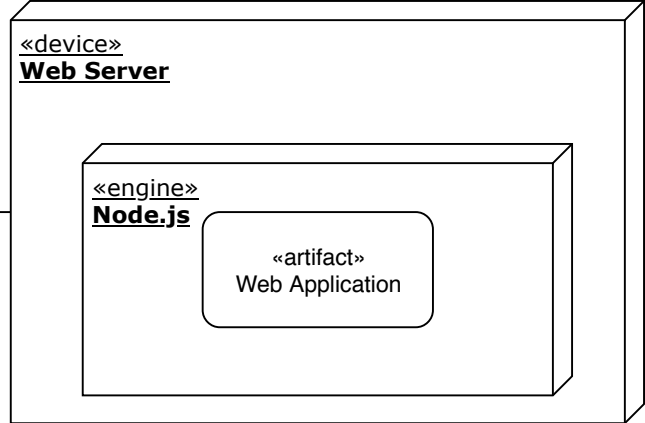 «device»
Web Server
«engine»
Node.js
«artifact»
Web Application